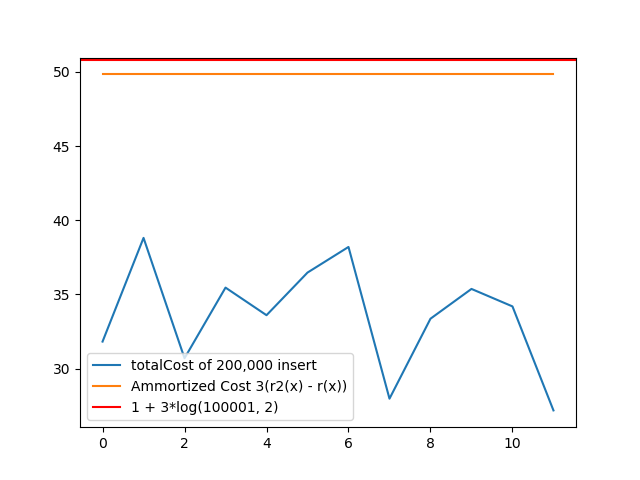 50
45
40
35
30
totalCost of 200,000 insert
Ammortized Cost 3(r2(x) - r(x))
1 + 3*log(100001, 2)
0 2 4 6 8 10